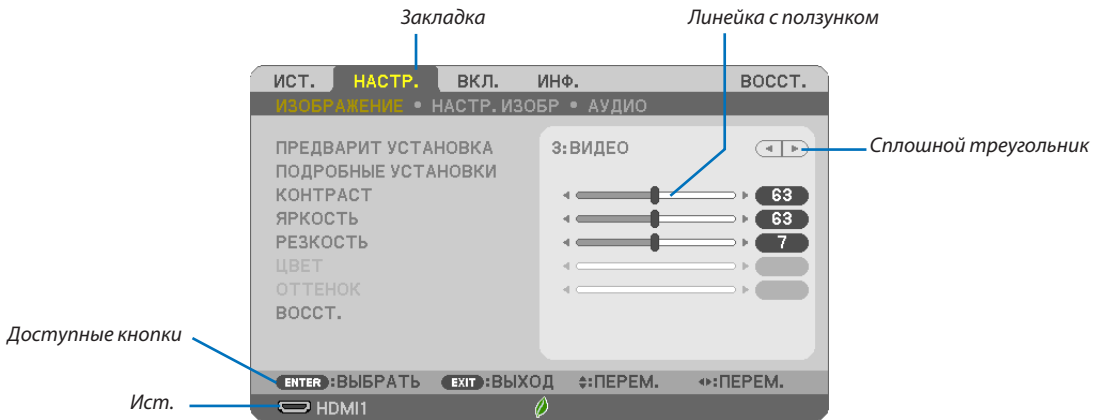 Закладка
Линейка с ползунком
ИСТ. НАСТР. ВКЛ. ИНФ. ВОССТ.
ИЗОБРАЖЕНИЕ • НАСТР. ИЗОБР • АУДИО
ПРЕДВАРИТ УСТАНОВКА 3:ВИДЕО
Сплошной треугольник
ПОДРОБНЫЕ УСТАНОВКИ
КОНТРАСТ 63
ЯРКОСТЬ 63
РЕЗКОСТЬ 7
ЦВЕТ
ОТТЕНОК
ВОССТ.
Доступные кнопки
ENTER :ВЫБРАТЬ EXIT :ВЫХОД :ПЕРЕМ. :ПЕРЕМ.
Ист.
HDMI1